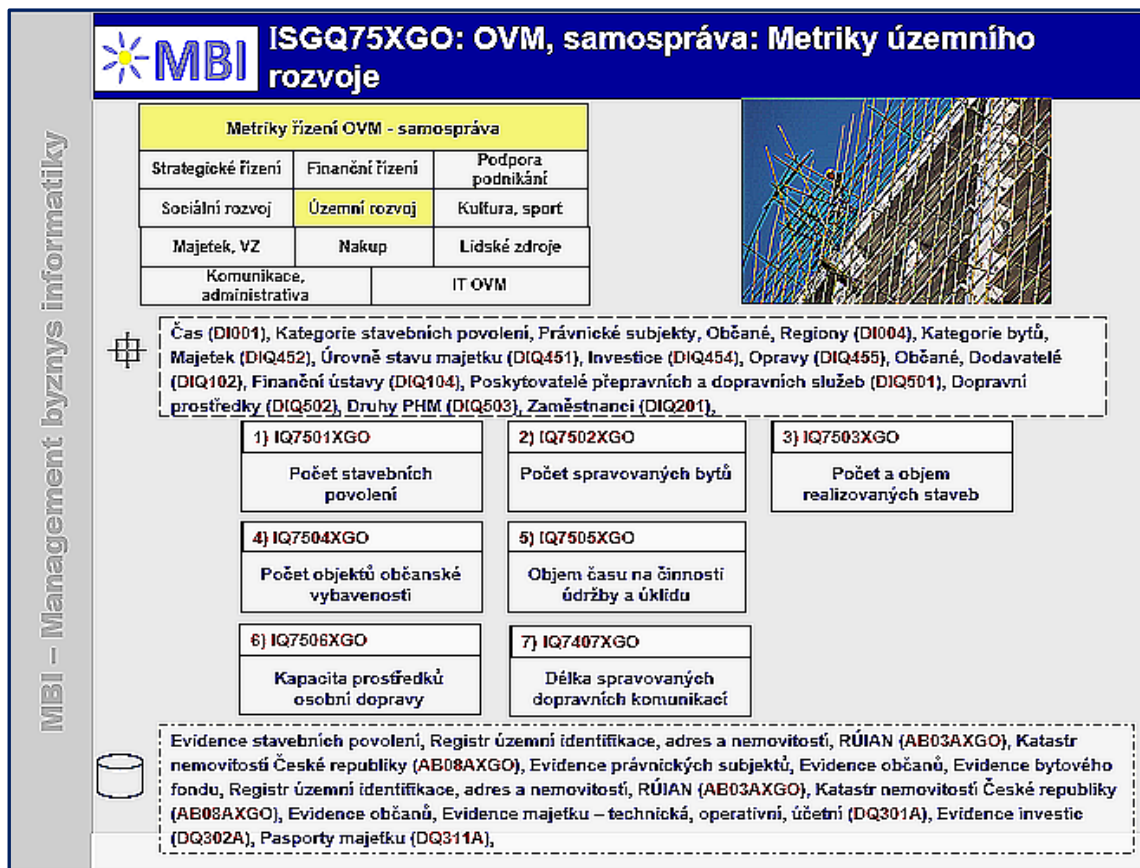 MBI – Management byznys informatiky
MBI
ISGQ75XGO: OVM, samospráva: Metriky územního
rozvoje
Metriky řízení OVM - samospráva
Strategické řízení
Finanční řízení
Podpora
podnikání
Sociální rozvoj
Územní rozvoj
Kultura, sport
Majetek, VZ
Nakup
Lidské zdroje
Komunikace,
administrativa
IT OVM
Čas (DI001), Kategorie stavebních povolení, Právnické subjekty, Občané, Regiony (DI004), Kategorie bytů,
Majetek (DIQ452), Úrovně stavu majetku (DIQ451), Investice (DIQ454), Opravy (DIQ455), Občané, Dodavatelé
(DIQ102), Finanční ústavy (DIQ104), Poskytovatelé přepravních a dopravních služeb (DIQ501), Dopravní
prostředky (DIQ502), Druhy PHM (DIQ503), Zaměstnanci (DIQ201),
1) IQ7501XGO
Počet stavebních
povolení
2) IQ7502XGO
Počet spravovaných bytů
3) IQ7503XGO
Počet a objem
realizovaných staveb
4) IQ7504XGO
Počet objektů občanské
vybavenosti
5) IQ7505XGO
Objem času na činnosti
údržby a úklidu
6) IQ7506XGO
Kapacita prostředků
osobní dopravy
7) IQ7407XGO
Délka spravovaných
dopravních komunikací
Evidence stavebních povolení, Registr územní identifikace, adres a nemovitostí, RÚIAN (AB03AXGO), Katastr
nemovitostí České republiky (AB08AXGO), Evidence právnických subjektů, Evidence občanů, Evidence bytového
fondu, Registr územní identifikace, adres a nemovitostí, RÚIAN (AB03AXGO), Katastr nemovitostí České republiky
(AB08AXGO), Evidence občanů, Evidence majetku – technická, operativní, účetní (DQ301A), Evidence investic
(DQ302A), Pasporty majetku (DQ311A),